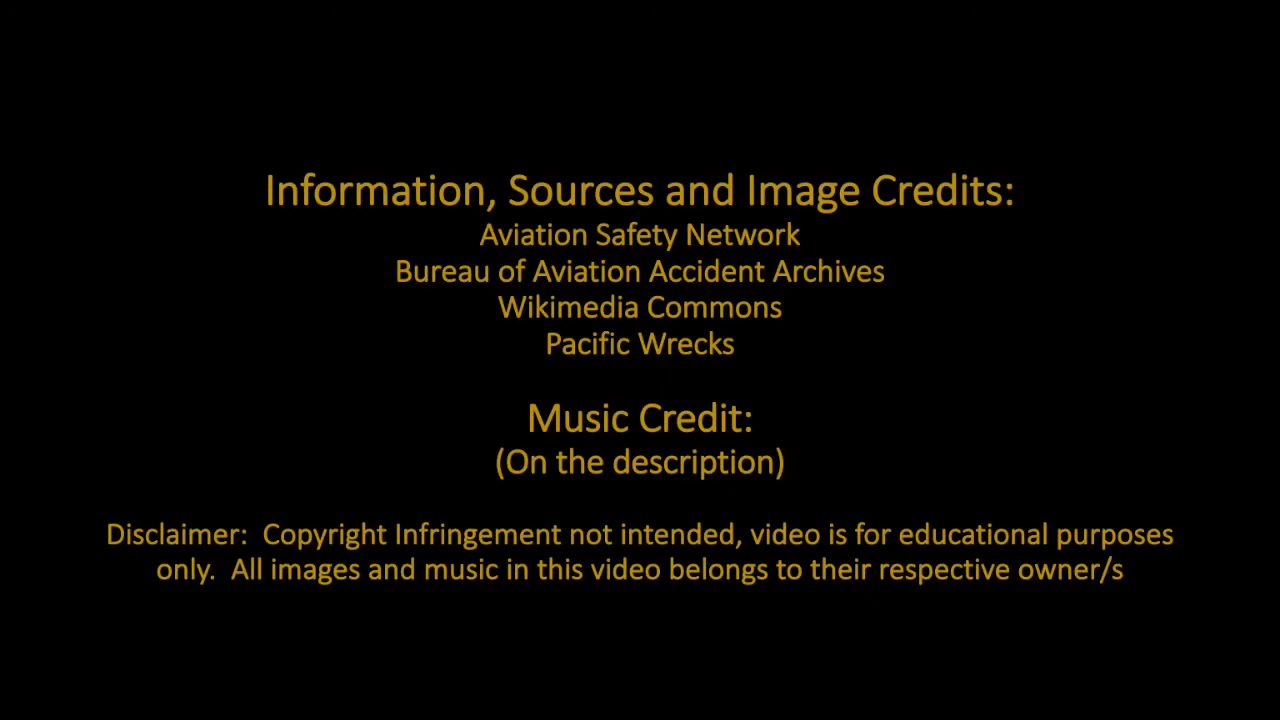 Information, Sources and Image Credits:
Aviation Safety Network
Bureau of Aviation Accident Archives
Wikimedia Commons
Pacific Wrecks
Music Credit:
(On the description)
Disclaimer:  Copyright Infringement not intended, video is for educational purposes
only.  All images and music in this video belongs to their respective owner/s